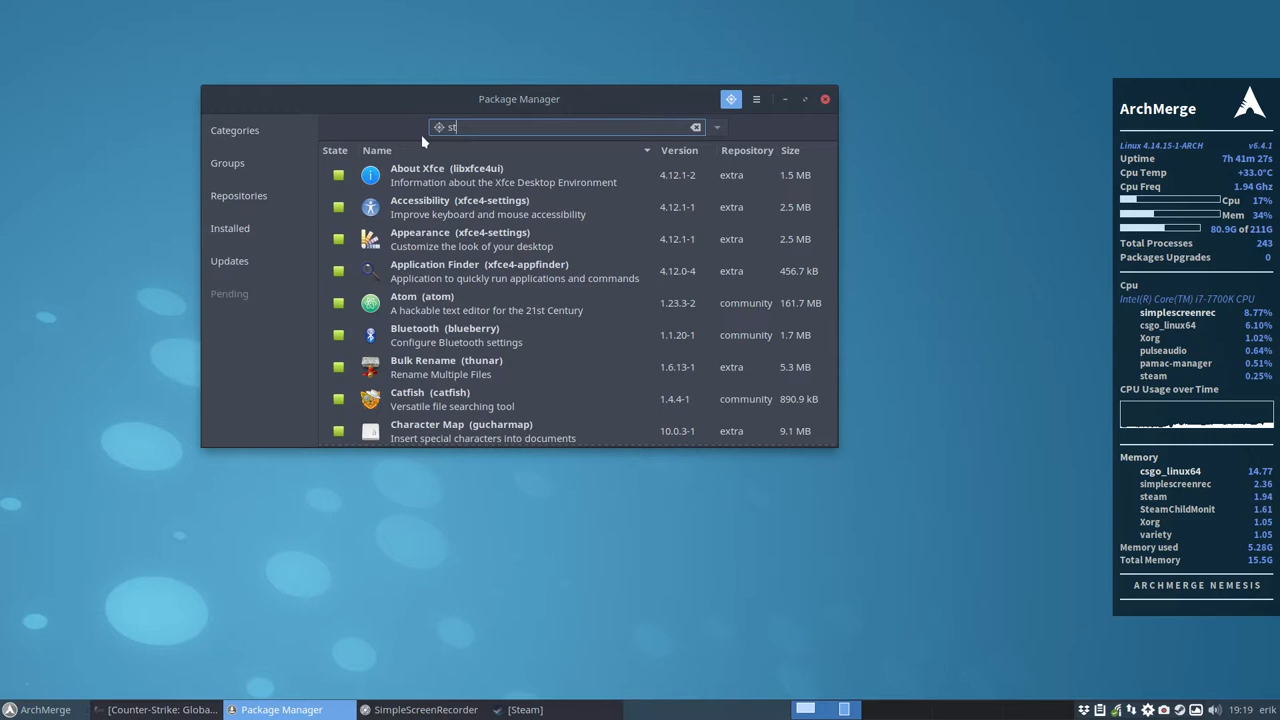 Package Manager
st
Categories
Groups
Repositories
Installed
Updates
Pending
State Name Version Repository Size
About Xfce (libxfce4ui)
Information about the Xfce Desktop Environment
4.12.1-2 extra 1.5 MB
Accessibility (xfce4-settings)
Improve keyboard and mouse accessibility
4.12.1-1 extra 2.5 MB
Appearance (xfce4-settings)
Customize the look of your desktop
4.12.1-1 extra 2.5 MB
Application Finder (xfce4-appfinder)
Application to quickly run applications and commands
4.12.0-4 extra 456.7 kB
Atom (atom)
A hackable text editor for the 21st Century
1.23.3-2 community 161.7 MB
Bluetooth (blueberry)
Configure Bluetooth settings
1.1.20-1 community 1.7 MB
Bulk Rename (thunar)
Rename Multiple Files
1.6.13-1 extra 5.3 MB
Catfish (catfish)
Versatile file searching tool
1.4.4-1 community 890.9 kB
Character Map (gucharmap)
Insert special characters into documents
10.0.3-1 extra 9.1 MB
ArchMerge
Linux 4.14.15-1-ARCH v6.4.1
Uptime 7h 41m 27s
Cpu Temp +33.0°C
Cpu Freq 1.94 Ghz
Cpu 17%
Mem 34%
80.9G of 211G
Total Processes 243
Packages Upgrades 0
Cpu
Intel(R) Core(TM) i7-7700K CPU
simplescreenrec 8.77%
csgo_linux64 6.10%
Xorg 1.02%
pulseaudio 0.64%
pamac-manager 0.51%
steam 0.25%
CPU Usage over Time
Memory
csgo_linux64 14.77
simplescreenrec 2.36
steam 1.94
SteamChildMonit 1.61
Xorg 1.05
variety 1.05
Memory used 5.28G
Total Memory 15.5G
ARCHMERGE NEMESIS
ArchMerge [Counter-Strike: Globa... Package Manager SimpleScreenRecorder [Steam] 19:19 erik